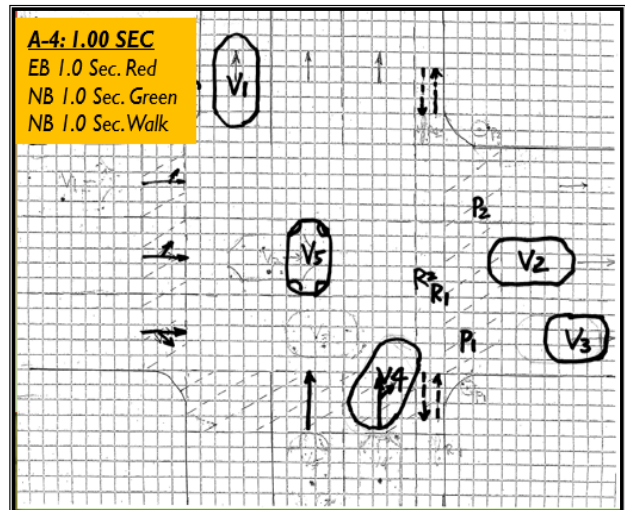 A-4: 1.00 SEC
EB 1.0 Sec. Red
NB 1.0 Sec. Green
NB 1.0 Sec. Walk
V1
P2
V5
V2
R2
R1
P1
V3
V4